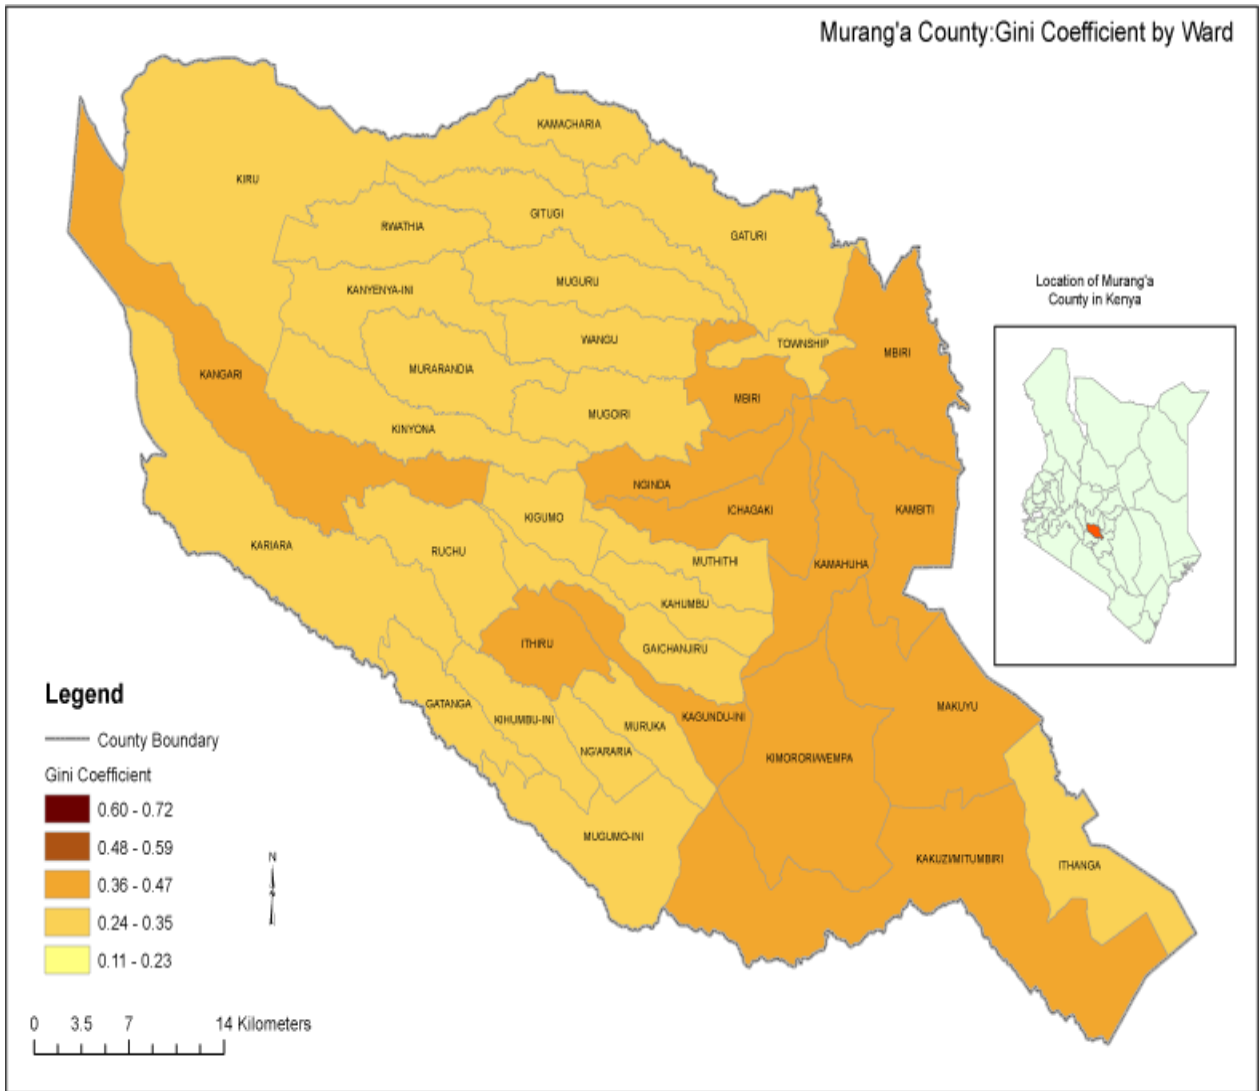 Murang'a County:Gini Coefficient by Ward
KAMACHARIA
KIRU
GITUGI
RWATHIA
GATURI
MUGURU
KANYENYA-INI
Location of Murang'a
County in Kenya
WANGU
TOWNSHIP
MBIRI
MURARANDIA
KANGARI
MBIRI
MUGOIRI
KINYONA
NGINDA
ICHAGAKI
KAMBITI
KIGUMO
KARIARA
RUCHU
MUTHITHI
KAMAHUHA
KAHUMBU
ITHIRU
GAICHANJIRU
Legend
GATANGA
KIHUMBU-INI
KAGUNDU-INI
MAKUYU
MURUKA
County Boundary
NG'ARARIA
KIMORORI/WEMPA
Gini Coefficient
0.60 - 0.72
MUGUMO-INI
0.48 - 0.59
N
KAKUZI/MITUMBIRI
ITHANGA
0.36 - 0.47
0.24 - 0.35
0.11 - 0.23
0 3.5 7 14 Kilometers